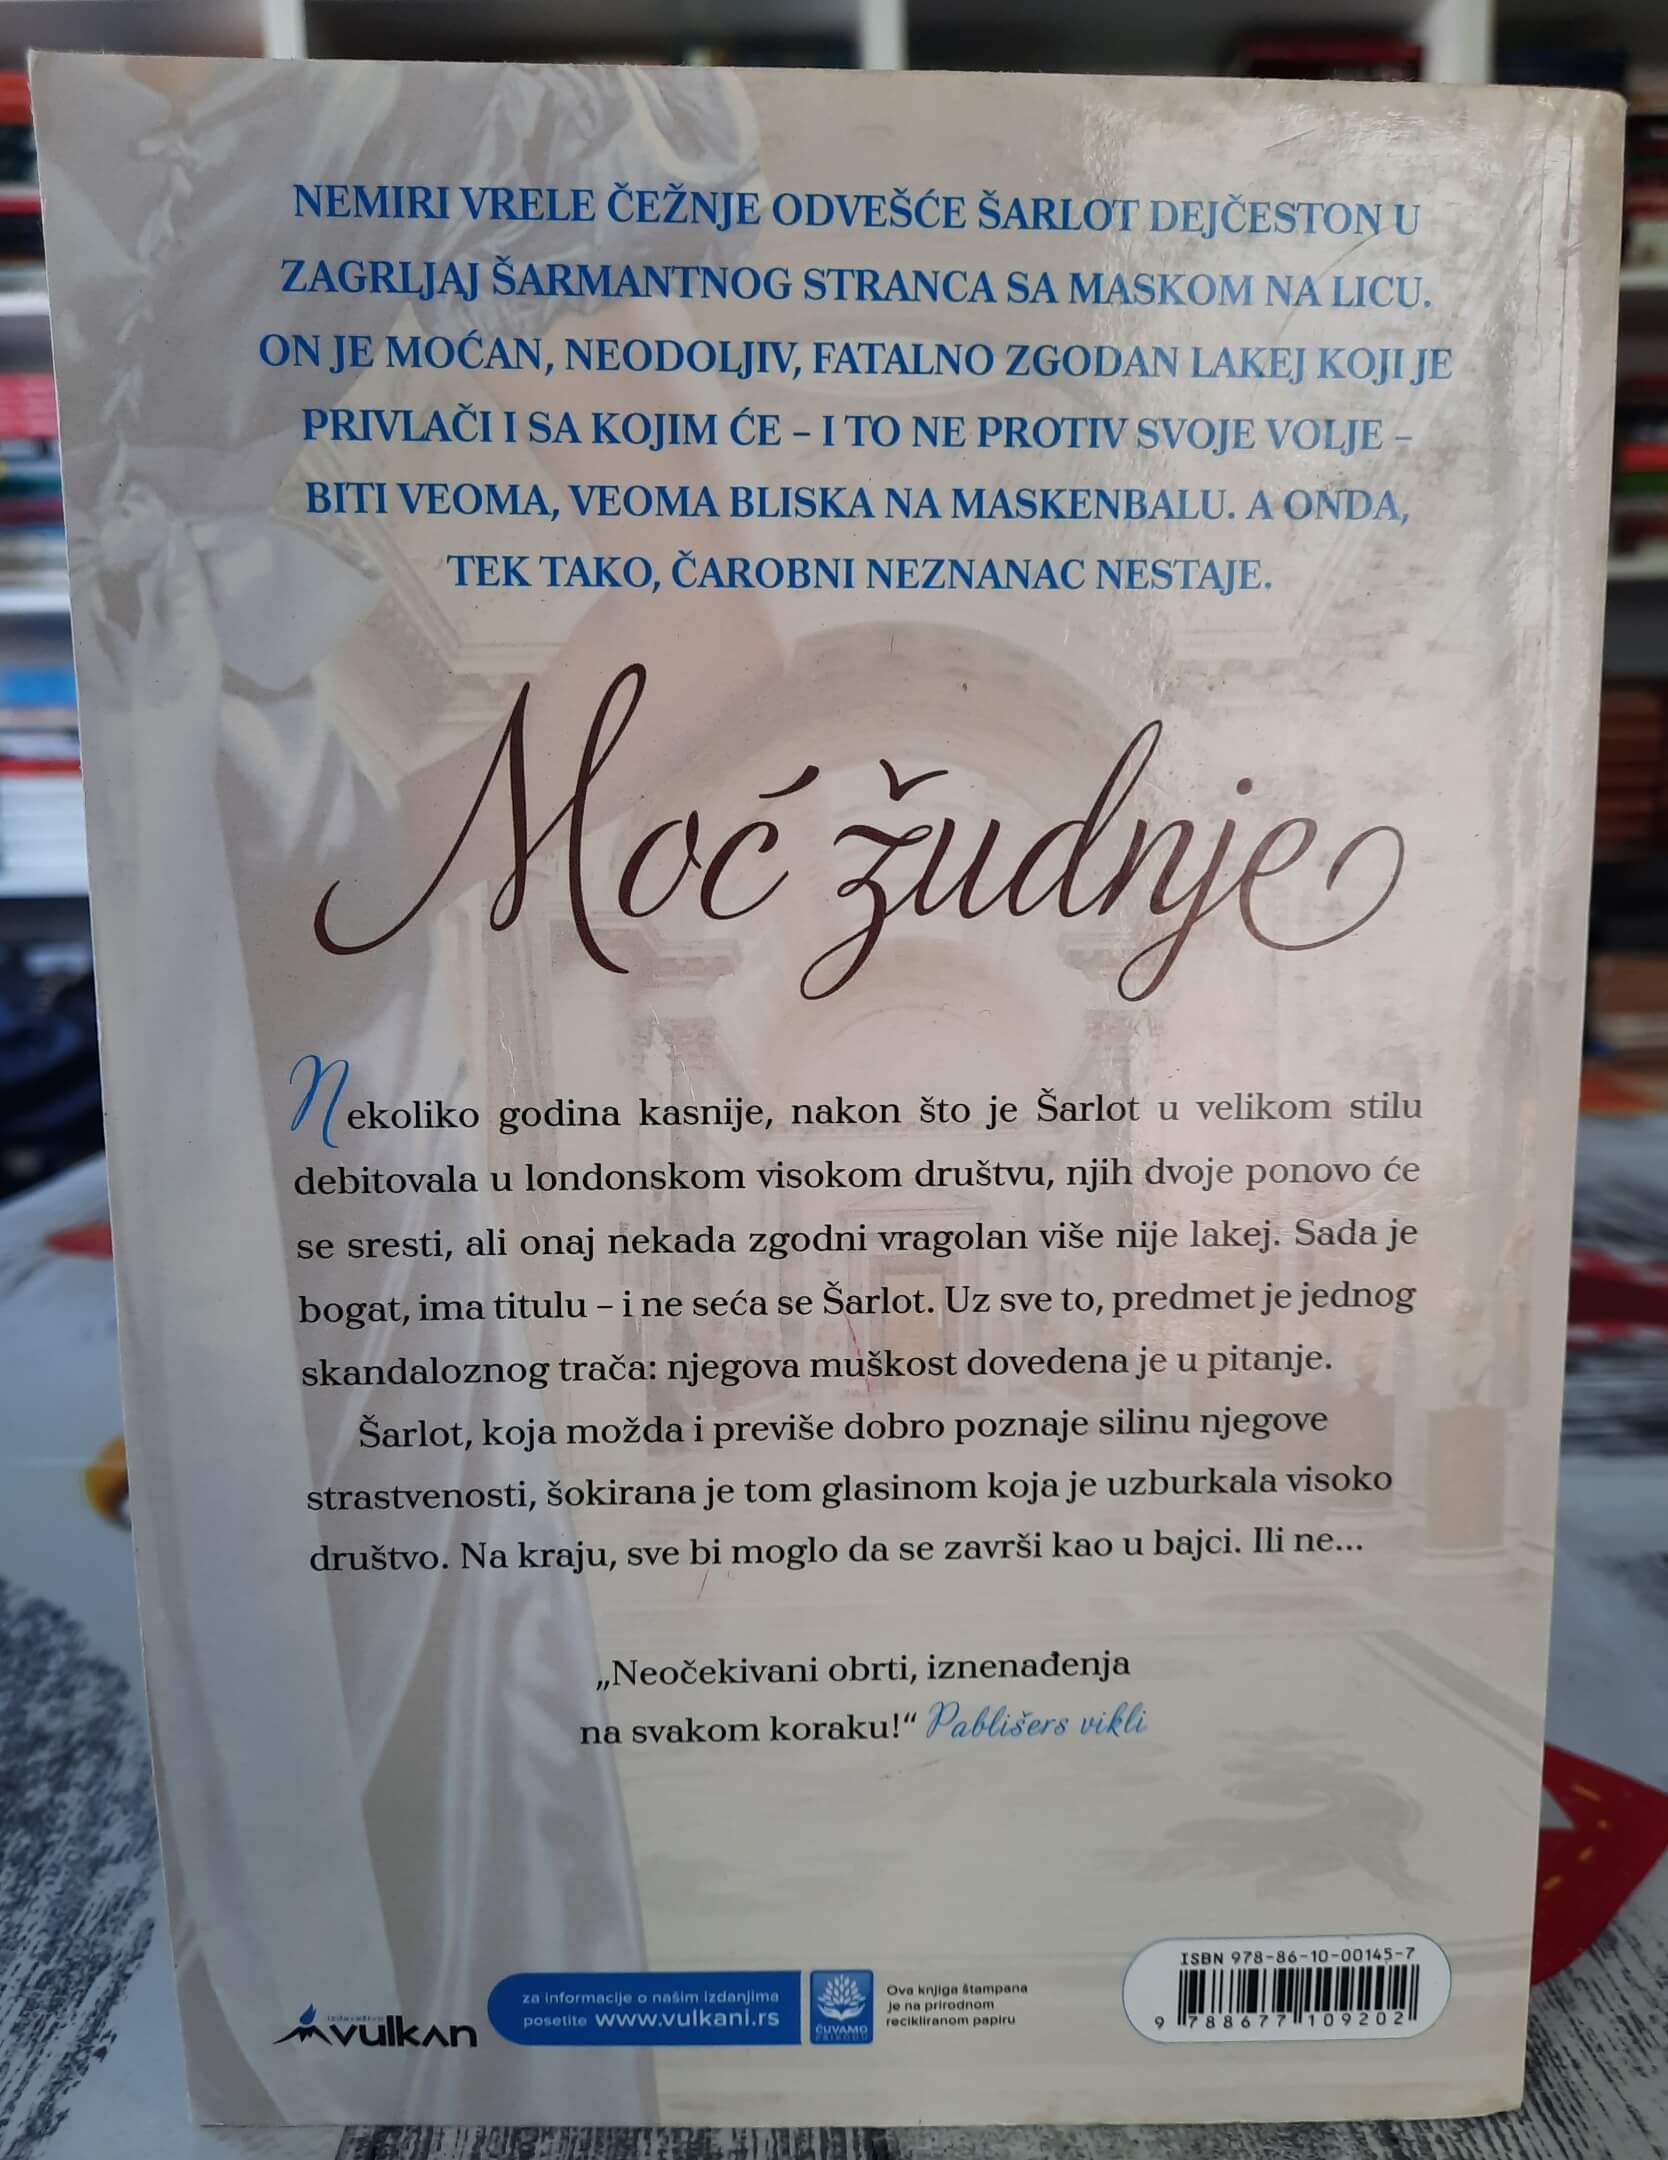 NEMIRI VRELE ČEŽNJE ODVEŠĆE ŠARLOT DEJČESTON U
ZAGRLJAJ ŠARMANTNOG STRANCA SA MASKOM NA LICU.
ON JE MOĆAN, NEODOLJIV, FATALNO ZGODAN LAKEJ KOJI JE
PRIVLAČI I SA KOJIM ĆE – I TO NE PROTIV SVOJE VOLJE –
BITI VEOMA, VEOMA BLISKA NA MASKENBALU. A ONDA,
TEK TAKO, ČAROBNI NEZNANAC NESTAJE.
Moć žudnje
Nekoliko godina kasnije, nakon što je Šarlot u velikom stilu
debitovala u londonskom visokom društvu, njih dvoje ponovo će
se sresti, ali onaj nekada zgodni vragolan više nije lakej. Sada je
bogat, ima titulu – i ne seća se Šarlot. Uz sve to, predmet je jednog
skandaloznog trača: njegova muškost dovedena je u pitanje.
Šarlot, koja možda i previše dobro poznaje silinu njegove
strastvenosti, šokirana je tom glasinom koja je uzburkala visoko
društvo. Na kraju, sve bi moglo da se završi kao u bajci. Ili ne...
„Neočekivani obrti, iznenađenja
na svakom koraku!“ Pablišers vikli
izdavaštvo
vulkan
za informacije o našim izdanjima
posetite www.vulkani.rs
ČUVAMO
PRIRODU
Ova knjiga štampana
je na prirodnom
recikliranom papiru
ISBN 978-86-10-00145-7
9 788677 109202